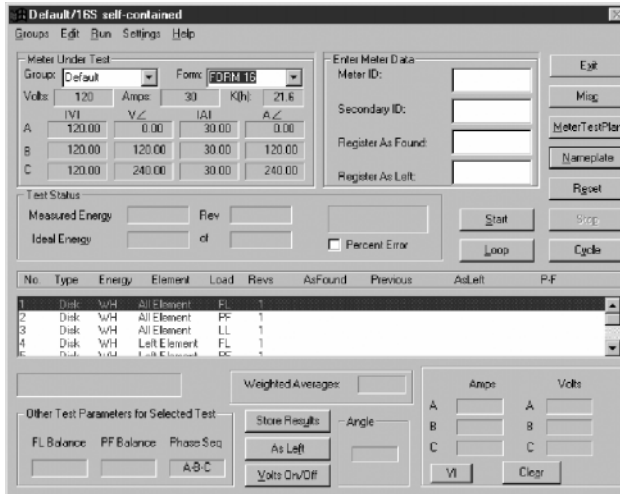 Default/16S self-contained
Groups Edit Run Settings Help
Meter Under Test
Group: Default Form: FORM 16
Volts: 120 Amps: 30 K(h): 21.6
|V| V∠ |A| A∠
A 120.00 0.00 30.00 0.00
B 120.00 120.00 30.00 120.00
C 120.00 240.00 30.00 240.00
Enter Meter Data
Meter ID:
Secondary ID:
Register As Found:
Register As Left:
Exit
Misc
MeterTestPlan
Nameplate
Reset
Stop
Cycle
Test Status
Measured Energy Rev
Ideal Energy of
Percent Error
Start
Loop
No. Type Energy Element Load Revs AsFound Previous AsLeft P-F
1 Disk WH All Element FL 1
2 Disk WH All Element PF 1
3 Disk WH All Element LL 1
4 Disk WH Left Element FL 1
5 Disk WH Left Element PF 1
Weighted Averages:
Other Test Parameters for Selected Test
FL Balance PF Balance Phase Seq
A-B-C
Store Results
As Left
Volts On/Off
Angle
Amps Volts
A A
B B
C C
VI Clear